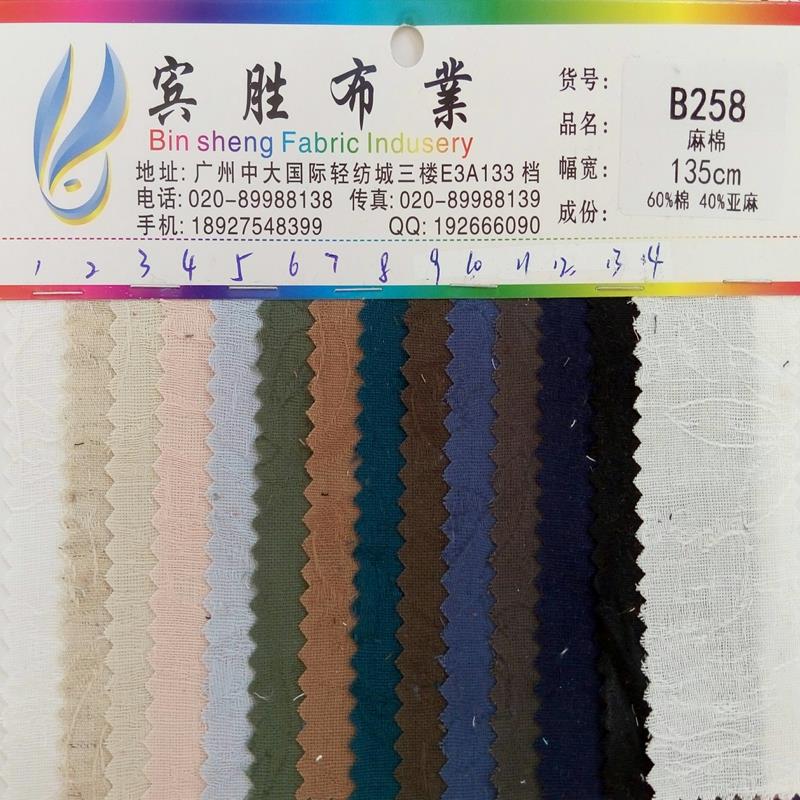 宾胜布業
Bin sheng Fabric Indusery
地址: 广州中大国际轻纺城三楼E3A133 档
电话: 020-89988138 传真: 020-89988139
手机: 18927548399 QQ: 192666090
货号: B258
品名: 麻棉
幅宽: 135cm
成份: 60%棉 40%亚麻
1 2 3 4 5 6 7 8 9 10 11 12 13 14